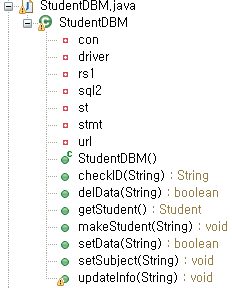 StudentDBM.java
StudentDBM
con
driver
rs1
sql2
st
stmt
url
StudentDBM()
checkID(String) : String
delData(String) : boolean
getStudent() : Student
makeStudent(String) : void
setData(String) : boolean
setSubject(String) : void
updateInfo(String) : void